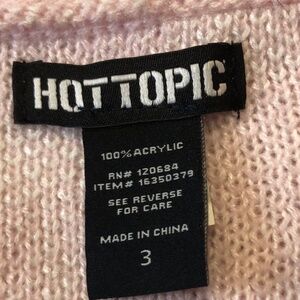 HOTTOPIC
100% ACRYLIC
RN# 120684
ITEM# 16350379
SEE REVERSE
FOR CARE
MADE IN CHINA
3